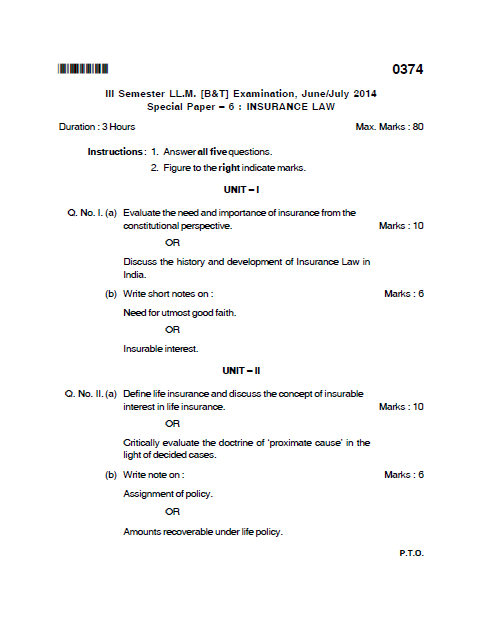 0374
III Semester LL.M. [B&T] Examination, June/July 2014
Special Paper – 6 : INSURANCE LAW
Duration : 3 Hours Max. Marks : 80
Instructions : 1. Answer all five questions.
2. Figure to the right indicate marks.
UNIT – I
Q. No. I. (a) Evaluate the need and importance of insurance from the
constitutional perspective. Marks : 10
OR
Discuss the history and development of Insurance Law in
India.
(b) Write short notes on : Marks : 6
Need for utmost good faith.
OR
Insurable interest.
UNIT – II
Q. No. II. (a) Define life insurance and discuss the concept of insurable
interest in life insurance. Marks : 10
OR
Critically evaluate the doctrine of ‘proximate cause’ in the
light of decided cases.
(b) Write note on : Marks : 6
Assignment of policy.
OR
Amounts recoverable under life policy.
P.T.O.